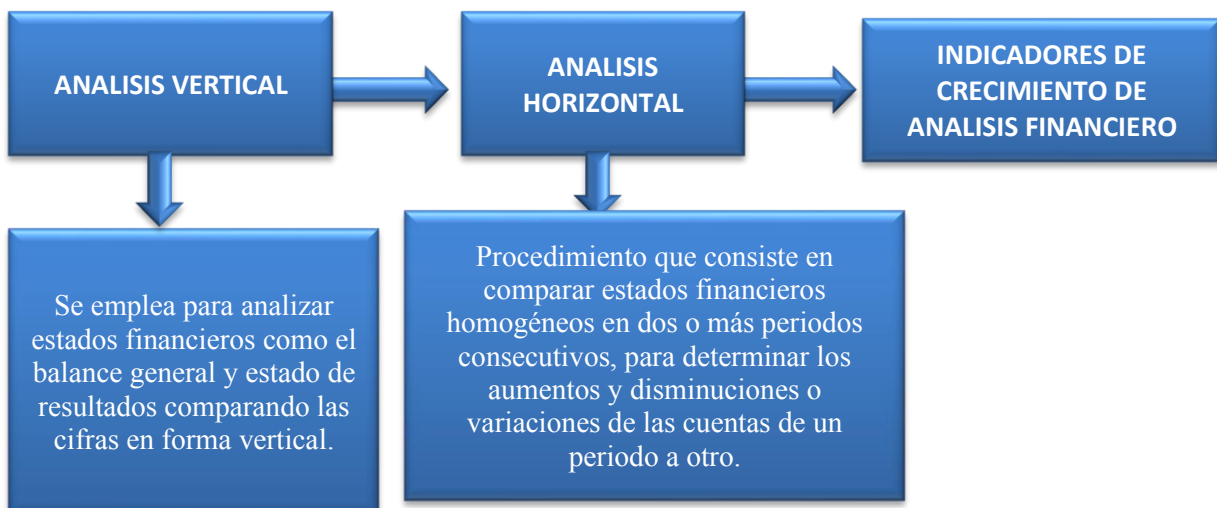 ANALISIS VERTICAL
ANALISIS
HORIZONTAL
INDICADORES DE
CRECIMIENTO DE
ANALISIS FINANCIERO
Se emplea para analizar
estados financieros como el
balance general y estado de
resultados comparando las
cifras en forma vertical.
Procedimiento que consiste en
comparar estados financieros
homogéneos en dos o más periodos
consecutivos, para determinar los
aumentos y disminuciones o
variaciones de las cuentas de un
periodo a otro.